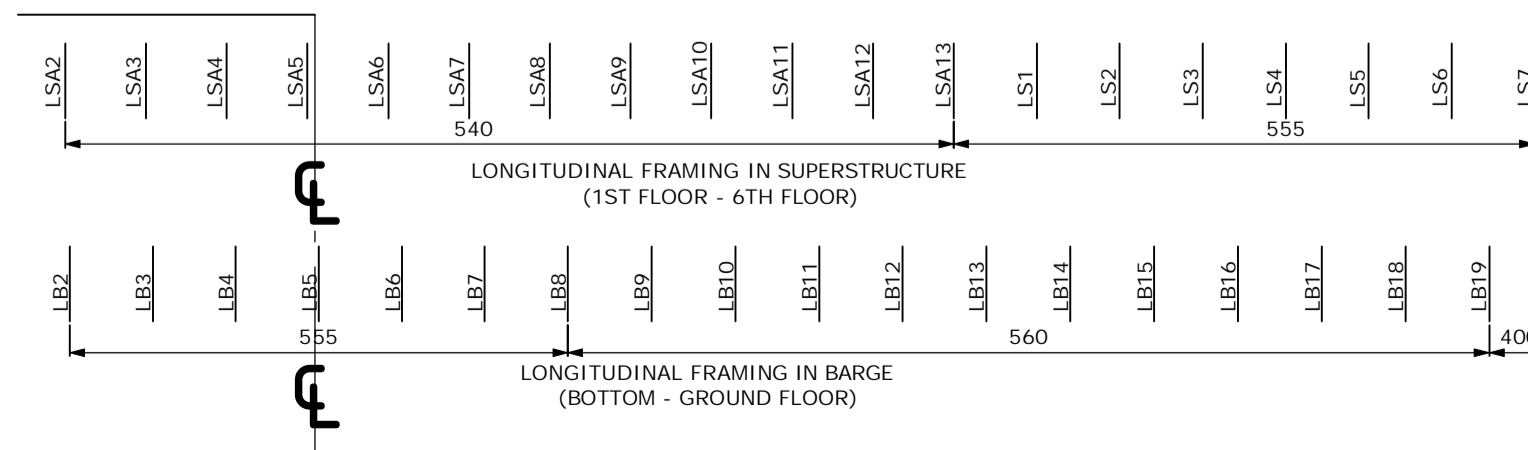 LSA2 LSA3 LSA4 LSA5 LSA6 LSA7 LSA8 LSA9 LSA10 LSA11 LSA12 LSA13 LS1 LS2 LS3 LS4 LS5 LS6 LS7
540 555
LONGITUDINAL FRAMING IN SUPERSTRUCTURE
(1ST FLOOR - 6TH FLOOR)
LB2 LB3 LB4 LB5 LB6 LB7 LB8 LB9 LB10 LB11 LB12 LB13 LB14 LB15 LB16 LB17 LB18 LB19
555 560 400
LONGITUDINAL FRAMING IN BARGE
(BOTTOM - GROUND FLOOR)